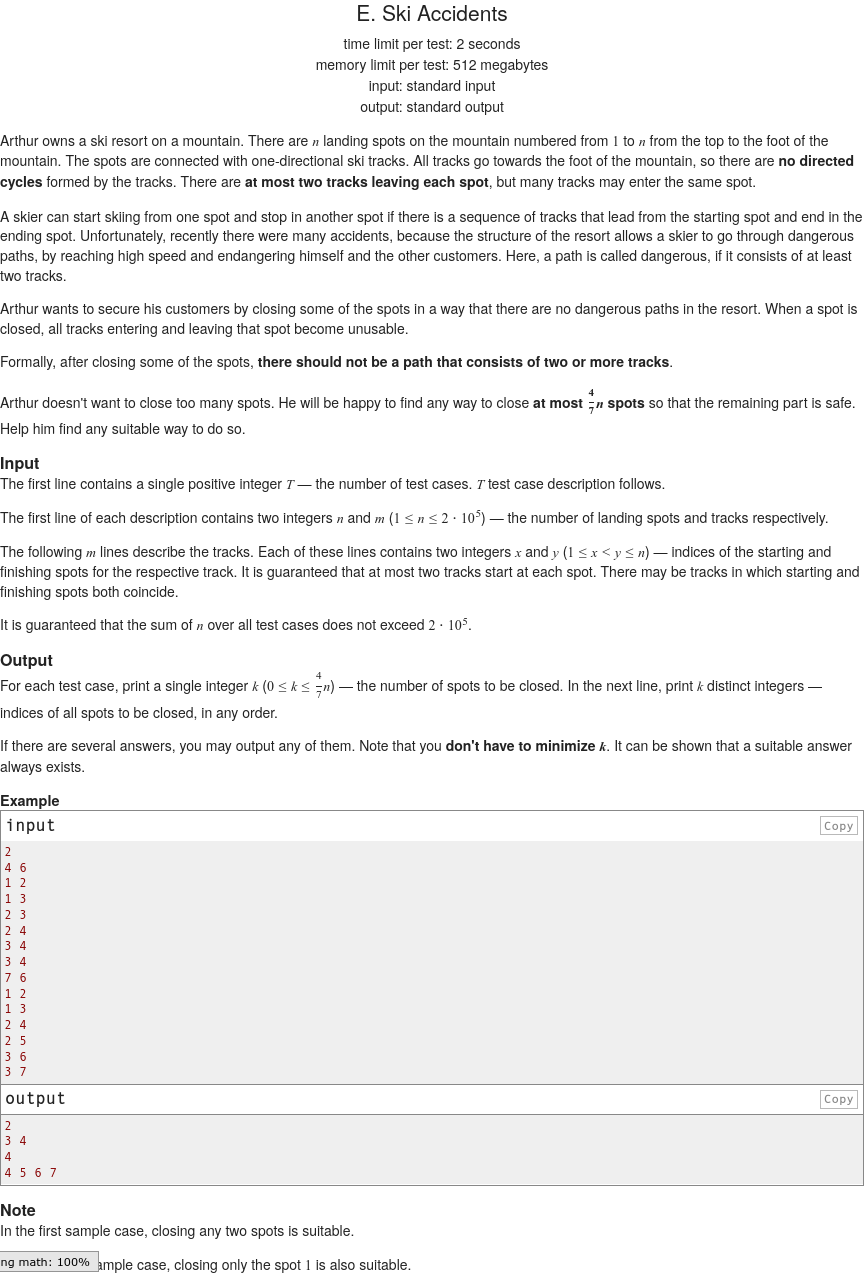 E. Ski Accidents
time limit per test: 2 seconds
memory limit per test: 512 megabytes
input: standard input
output: standard output
Arthur owns a ski resort on a mountain. There are n landing spots on the mountain numbered from 1 to n from the top to the foot of the
mountain. The spots are connected with one-directional ski tracks. All tracks go towards the foot of the mountain, so there are no directed
cycles formed by the tracks. There are at most two tracks leaving each spot, but many tracks may enter the same spot.
A skier can start skiing from one spot and stop in another spot if there is a sequence of tracks that lead from the starting spot and end in the
ending spot. Unfortunately, recently there were many accidents, because the structure of the resort allows a skier to go through dangerous
paths, by reaching high speed and endangering himself and the other customers. Here, a path is called dangerous, if it consists of at least
two tracks.
Arthur wants to secure his customers by closing some of the spots in a way that there are no dangerous paths in the resort. When a spot is
closed, all tracks entering and leaving that spot become unusable.
Formally, after closing some of the spots, there should not be a path that consists of two or more tracks.
Arthur doesn't want to close too many spots. He will be happy to find any way to close at most 4/7 n spots so that the remaining part is safe.
Help him find any suitable way to do so.
Input
The first line contains a single positive integer T — the number of test cases. T test case description follows.
The first line of each description contains two integers n and m (1 ≤ n ≤ 2 · 10⁵) — the number of landing spots and tracks respectively.
The following m lines describe the tracks. Each of these lines contains two integers x and y (1 ≤ x < y ≤ n) — indices of the starting and
finishing spots for the respective track. It is guaranteed that at most two tracks start at each spot. There may be tracks in which starting and
finishing spots both coincide.
It is guaranteed that the sum of n over all test cases does not exceed 2 · 10⁵.
Output
For each test case, print a single integer k (0 ≤ k ≤ 4/7 n) — the number of spots to be closed. In the next line, print k distinct integers —
indices of all spots to be closed, in any order.
If there are several answers, you may output any of them. Note that you don't have to minimize k. It can be shown that a suitable answer
always exists.
Example
input
Copy
2
4 6
1 2
1 3
2 3
2 4
3 4
3 4
7 6
1 2
1 3
2 4
2 5
3 6
3 7
output
Copy
2
3 4
4
4 5 6 7
Note
In the first sample case, closing any two spots is suitable.
ng math: 100%
ample case, closing only the spot 1 is also suitable.